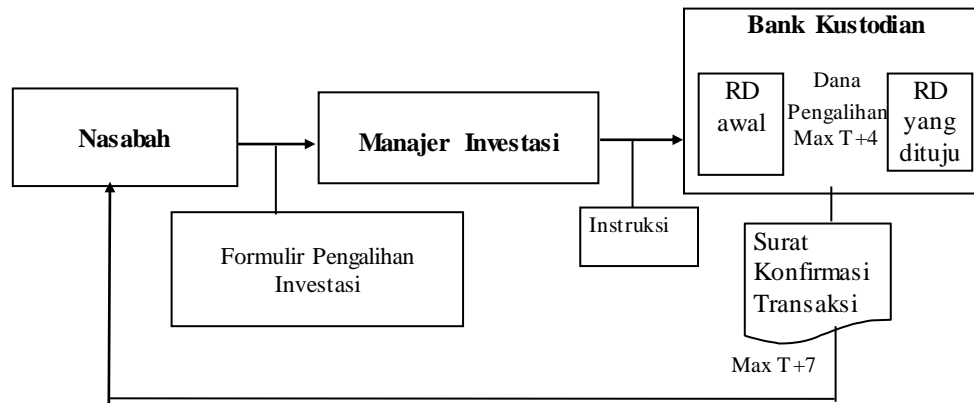 Bank Kustodian
Nasabah
Manajer Investasi
RD
awal
Dana
Pengalihan
Max T+4
RD
yang
dituju
Formulir Pengalihan
Investasi
Instruksi
Surat
Konfirmasi
Transaksi
Max T+7